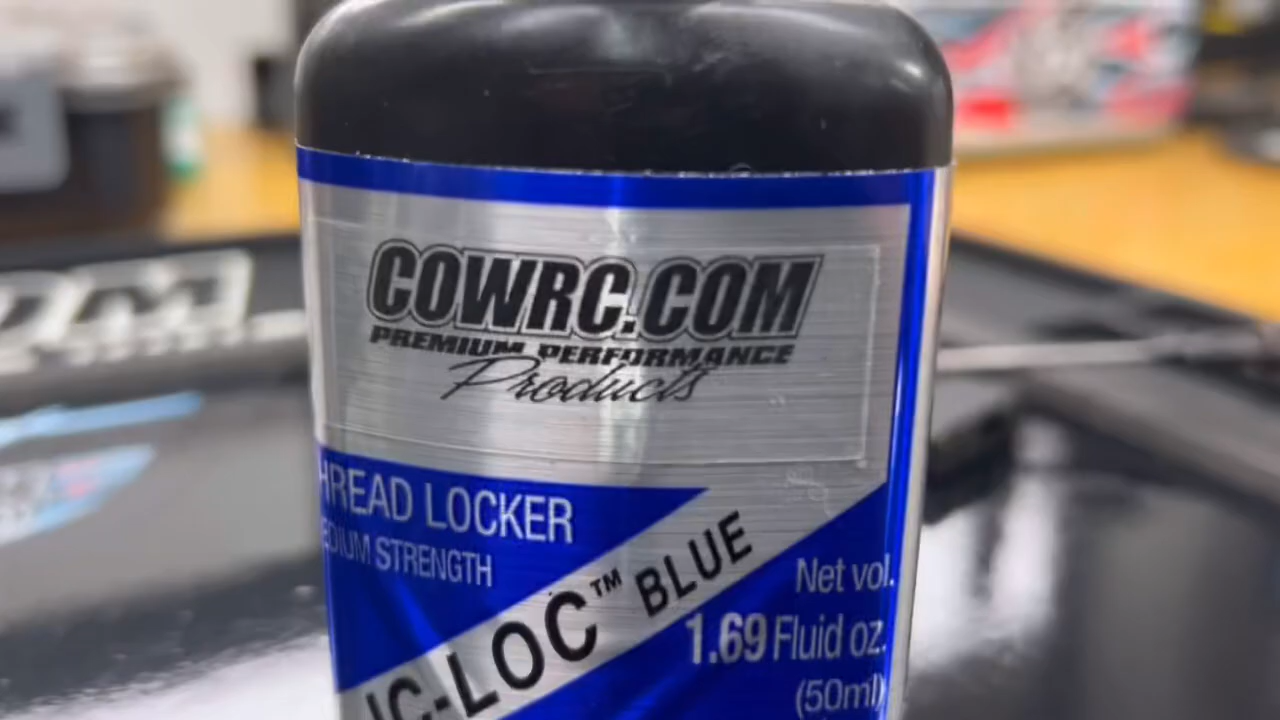 COWRC.COM
PREMIUM PERFORMANCE
Products
HREAD LOCKER
EDIUM STRENGTH
IC-LOC™ BLUE
Net vol.
1.69 Fluid oz.
(50ml)
OM